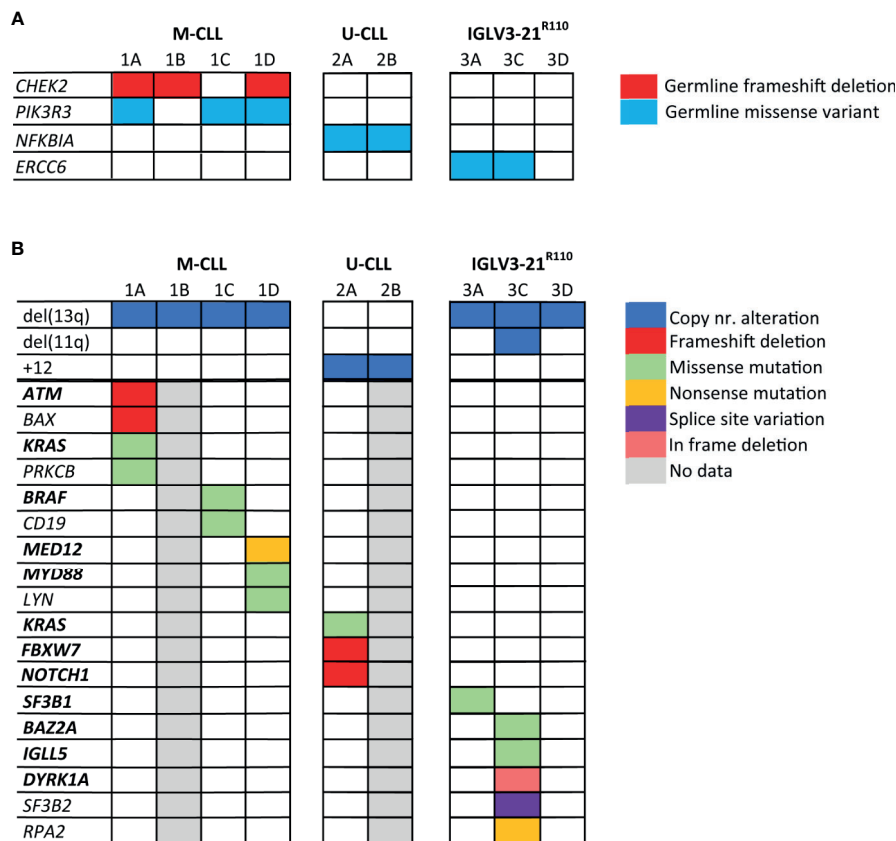 A
M-CLL U-CLL IGLV3-21R110
1A 1B 1C 1D 2A 2B 3A 3C 3D
CHEK2
PIK3R3
NFKBIA
ERCC6
Germline frameshift deletion
Germline missense variant
B
M-CLL U-CLL IGLV3-21R110
1A 1B 1C 1D 2A 2B 3A 3C 3D
del(13q)
del(11q)
+12
ATM
BAX
KRAS
PRKCB
BRAF
CD19
MED12
MYD88
LYN
KRAS
FBXW7
NOTCH1
SF3B1
BAZ2A
IGLL5
DYRK1A
SF3B2
RPA2
Copy nr. alteration
Frameshift deletion
Missense mutation
Nonsense mutation
Splice site variation
In frame deletion
No data